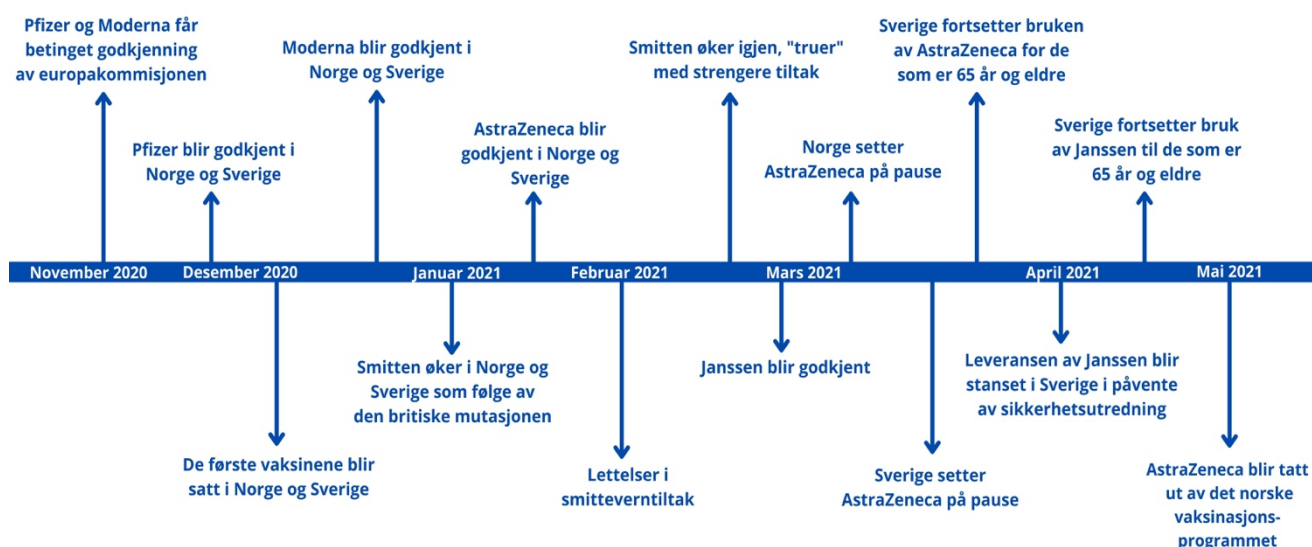 Pfizer og Moderna får
betinget godkjenning
av europakommisjonen
Moderna blir godkjent i
Norge og Sverige
Smitten øker igjen, "truer"
med strengere tiltak
Sverige fortsetter bruken
av AstraZeneca for de
som er 65 år og eldre
Pfizer blir godkjent i
Norge og Sverige
AstraZeneca blir
godkjent i Norge og
Sverige
Norge setter
AstraZeneca på pause
Sverige fortsetter bruk
av Janssen til de som er
65 år og eldre
November 2020
Desember 2020
Januar 2021
Februar 2021
Mars 2021
April 2021
Mai 2021
Smitten øker i Norge og
Sverige som følge av
den britiske mutasjonen
Janssen blir godkjent
Leveransen av Janssen blir
stanset i Sverige i påvente
av sikkerhetsutredning
De første vaksinene blir
satt i Norge og Sverige
Lettelser i
smitteverntiltak
Sverige setter
AstraZeneca på pause
AstraZeneca blir tatt
ut av det norske
vaksinasjons-
programmet